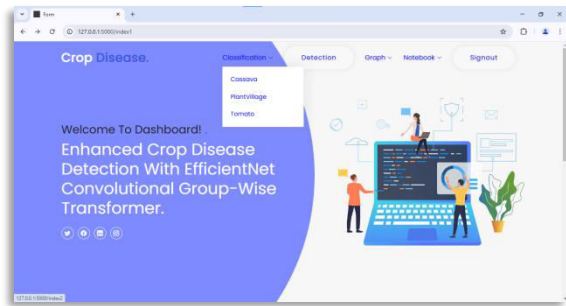 Form
127.0.0.1:5000/index1
Crop Disease.
Classification
Detection
Graph
Notebook
Signout
Cassava
PlantVillage
Tomato
Welcome To Dashboard!
Enhanced Crop Disease
Detection With EfficientNet
Convolutional Group-Wise
Transformer.
127.0.0.1:5000/index2